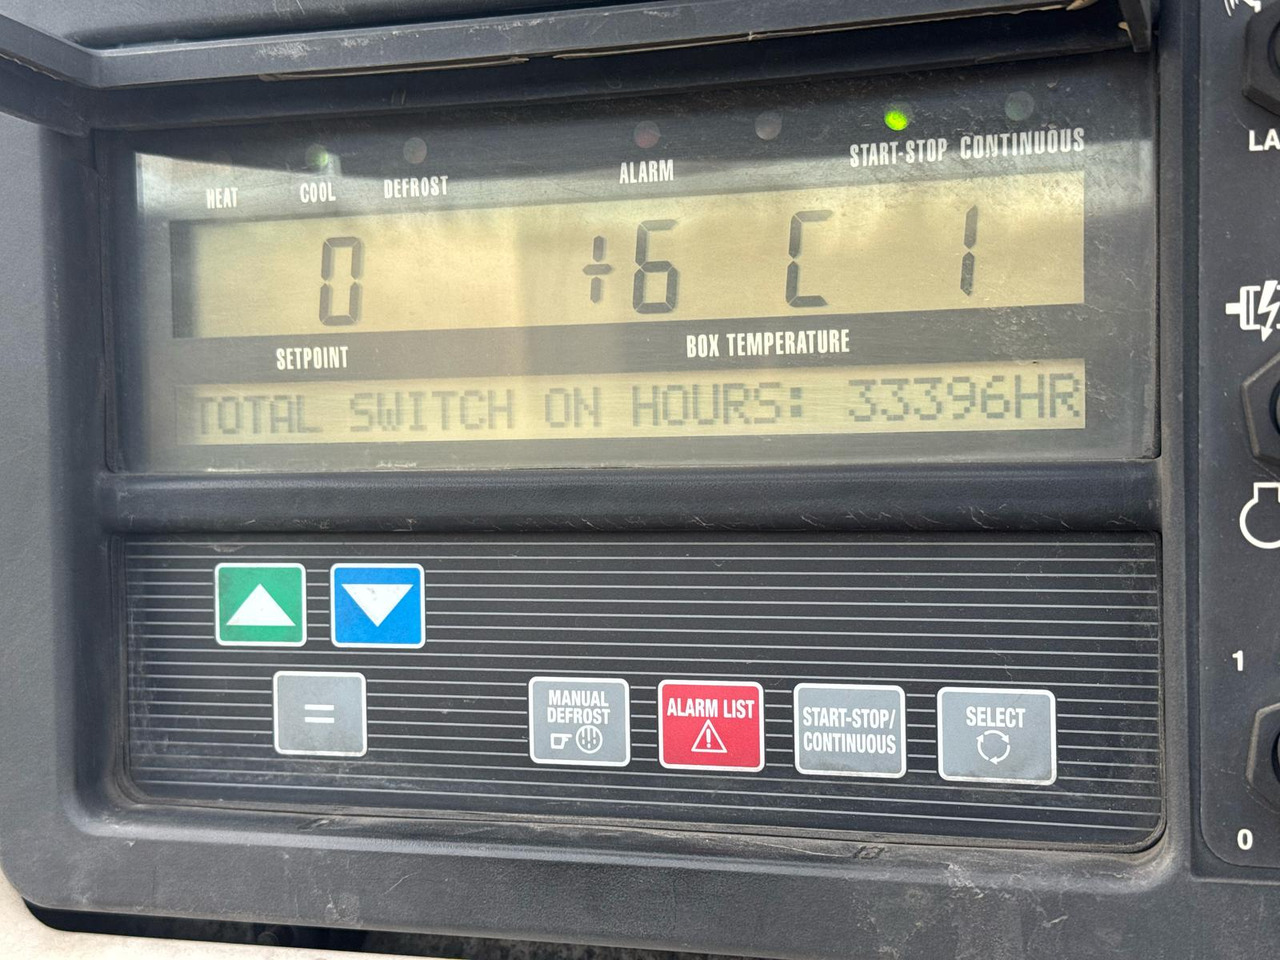 HEAT COOL DEFROST ALARM START-STOP CONTINUOUS
0 +6 C 1
SETPOINT BOX TEMPERATURE
TOTAL SWITCH ON HOURS: 33396HR
MANUAL
DEFROST
ALARM LIST
START-STOP/
CONTINUOUS
SELECT
=
LA
1
0